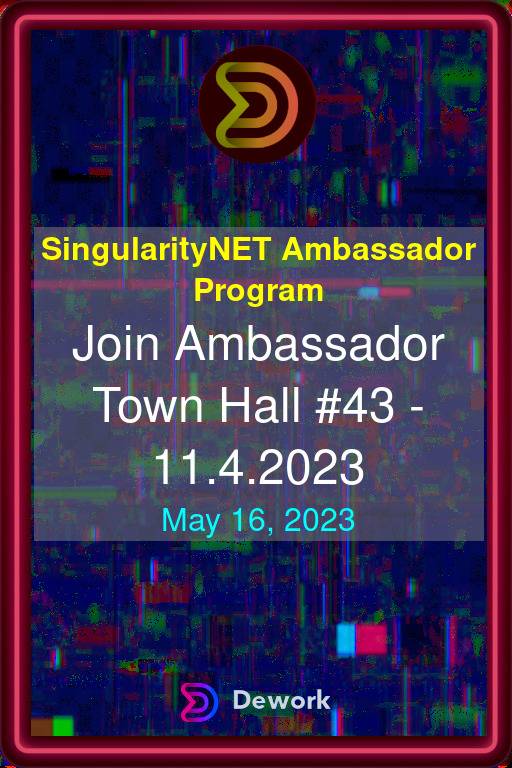 SingularityNET Ambassador
Program
Join Ambassador
Town Hall #43 -
11.4.2023
May 16, 2023
Dework